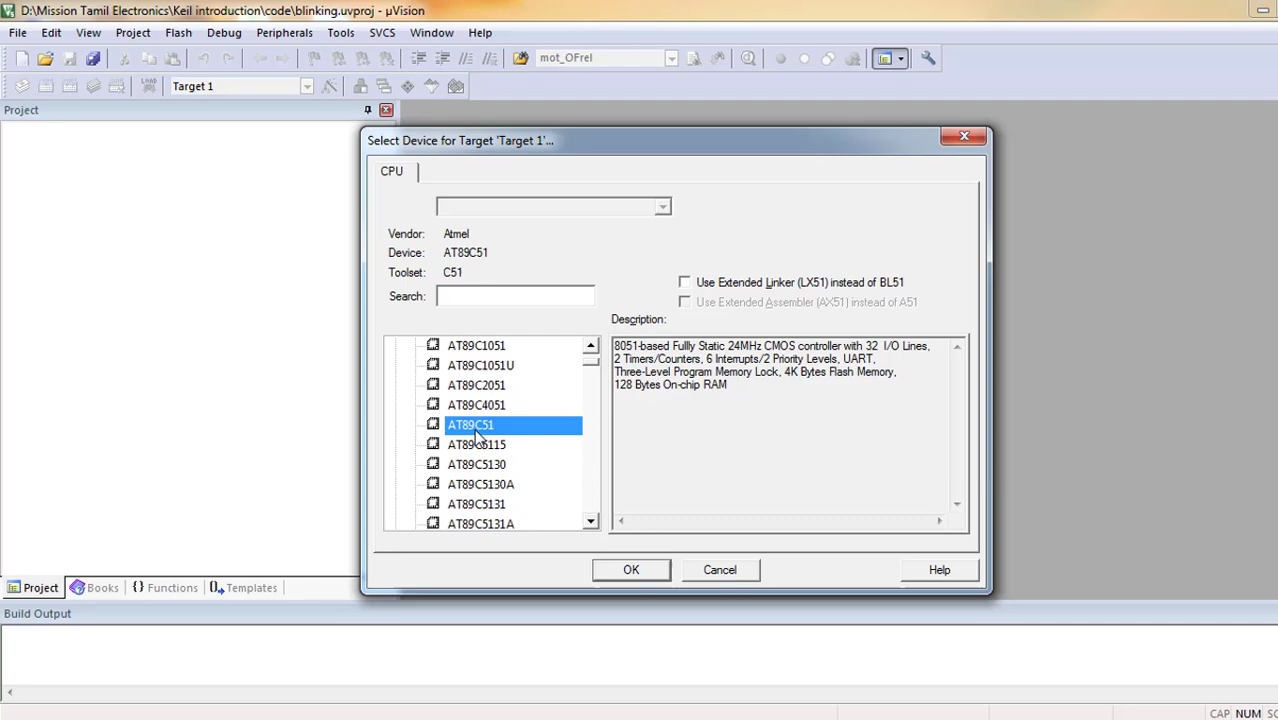 D:\Mission Tamil Electronics\Keil introduction\code\blinking.uvproj - µVision
File Edit View Project Flash Debug Peripherals Tools SVCS Window Help
mot_OFrel
LOAD Target 1
Project
Select Device for Target 'Target 1'...
CPU
Vendor: Atmel
Device: AT89C51
Toolset: C51
Search:
Use Extended Linker (LX51) instead of BL51
Use Extended Assembler (AX51) instead of A51
Description:
AT89C1051
AT89C1051U
AT89C2051
AT89C4051
AT89C51
AT89C5115
AT89C5130
AT89C5130A
AT89C5131
AT89C5131A
8051-based Fullly Static 24MHz CMOS controller with 32 I/O Lines,
2 Timers/Counters, 6 Interrupts/2 Priority Levels, UART,
Three-Level Program Memory Lock, 4K Bytes Flash Memory,
128 Bytes On-chip RAM
OK Cancel Help
Project Books {} Functions Templates
Build Output
CAP NUM